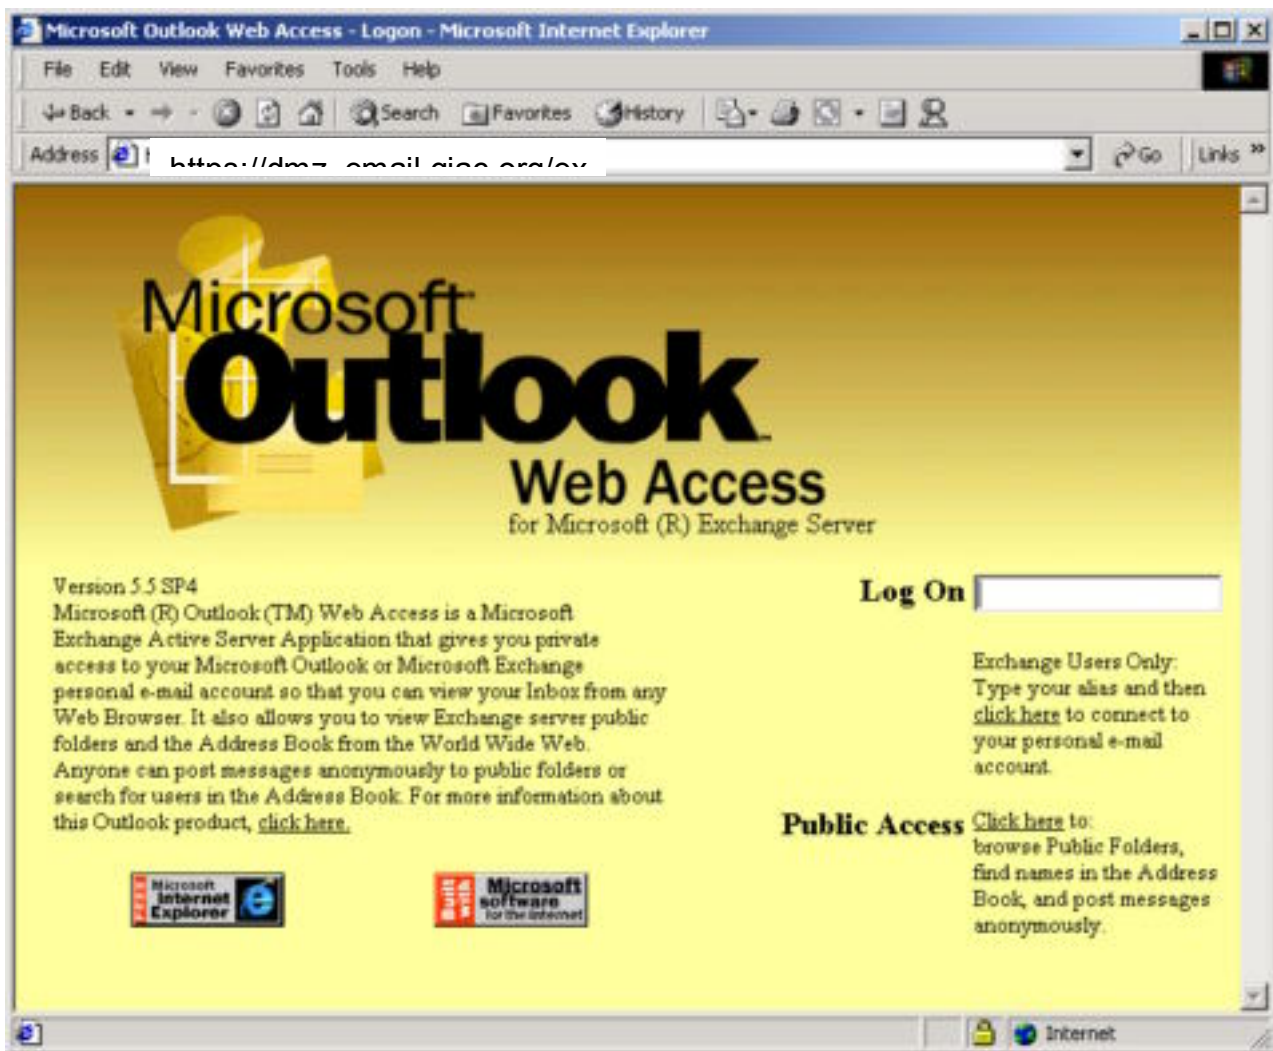 Microsoft Outlook Web Access - Logon - Microsoft Internet Explorer
File Edit View Favorites Tools Help
Back Search Favorites History
Address https://dmz_email.giac.org/ex Go Links »
Microsoft
Outlook™
Web Access
for Microsoft (R) Exchange Server
Version 5.5 SP4
Microsoft (R) Outlook (TM) Web Access is a Microsoft
Exchange Active Server Application that gives you private
access to your Microsoft Outlook or Microsoft Exchange
personal e-mail account so that you can view your Inbox from any
Web Browser. It also allows you to view Exchange server public
folders and the Address Book from the World Wide Web.
Anyone can post messages anonymously to public folders or
search for users in the Address Book. For more information about
this Outlook product, click here.
FREE Microsoft
Internet
Explorer
Built with
Microsoft
software
for the internet
Log On
Exchange Users Only:
Type your alias and then
click here to connect to
your personal e-mail
account.
Public Access
Click here to:
browse Public Folders,
find names in the Address
Book, and post messages
anonymously.
Internet